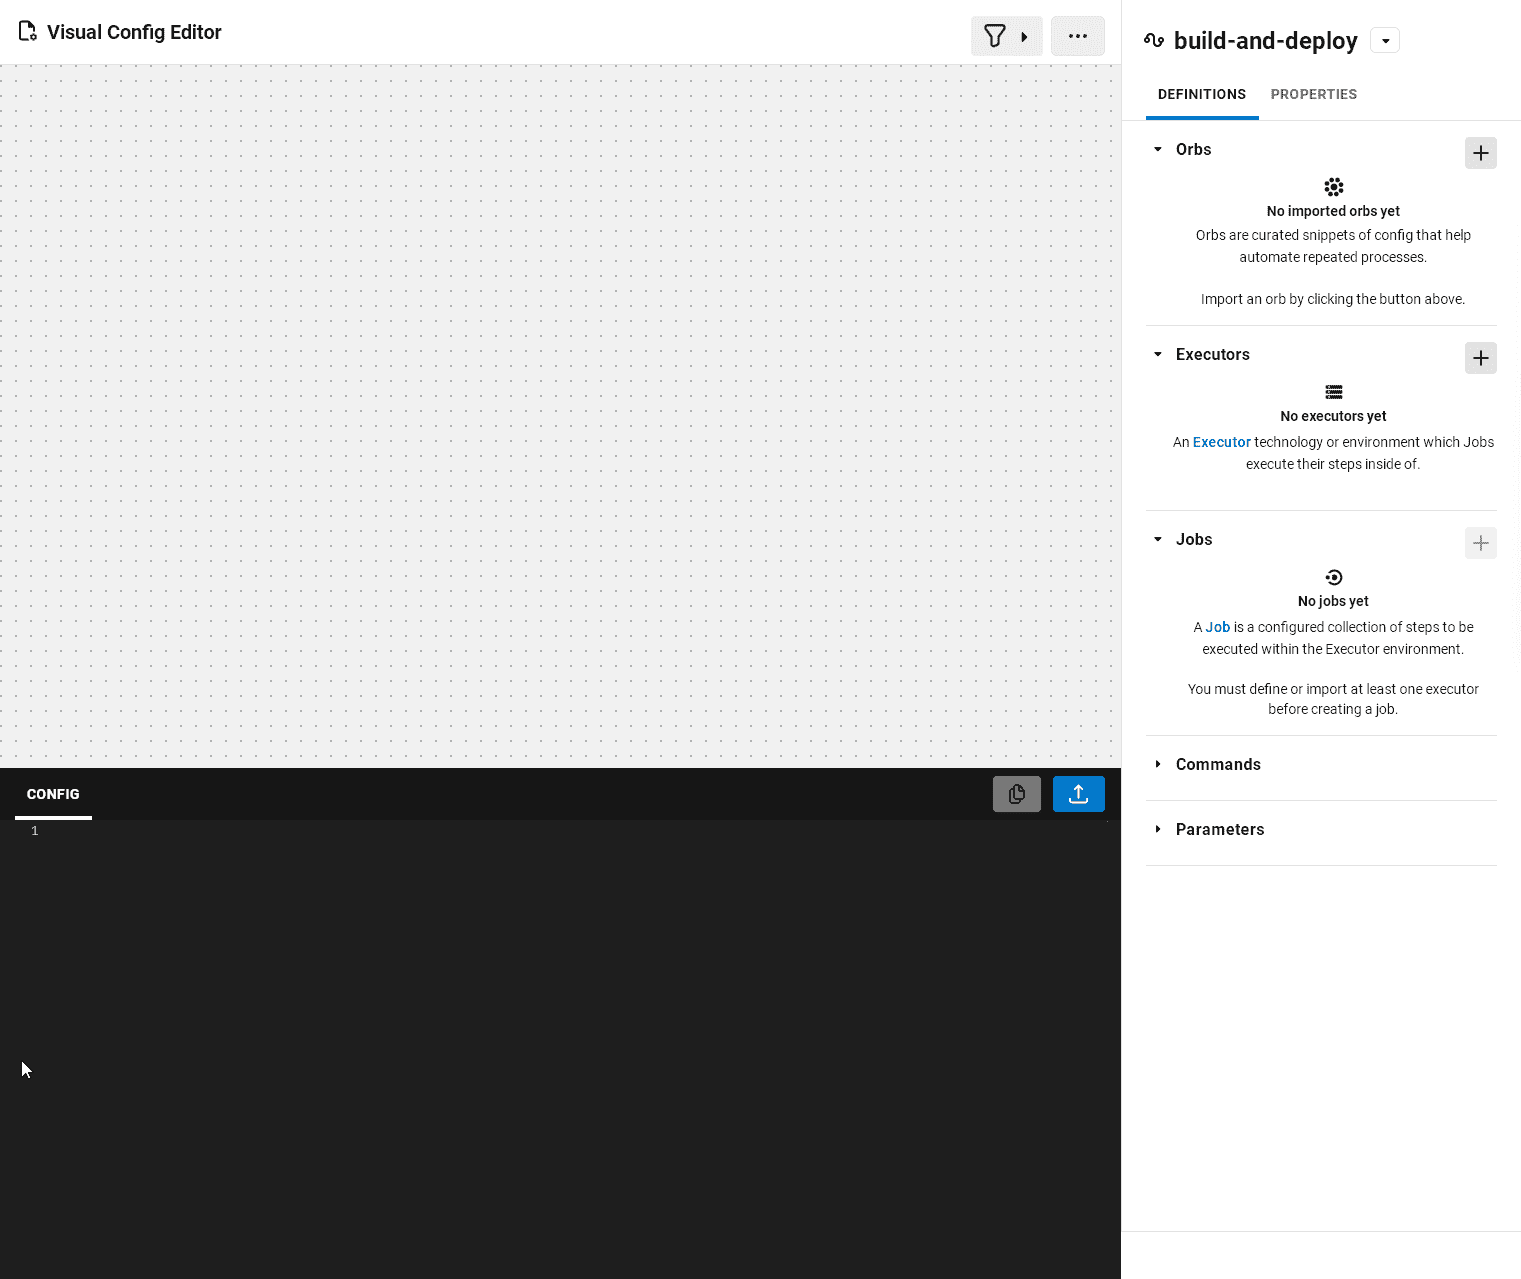 Visual Config Editor
build-and-deploy
DEFINITIONS PROPERTIES
Orbs
No imported orbs yet
Orbs are curated snippets of config that help
automate repeated processes.
Import an orb by clicking the button above.
Executors
No executors yet
An Executor technology or environment which Jobs
execute their steps inside of.
Jobs
No jobs yet
A Job is a configured collection of steps to be
executed within the Executor environment.
You must define or import at least one executor
before creating a job.
Commands
Parameters
CONFIG
1